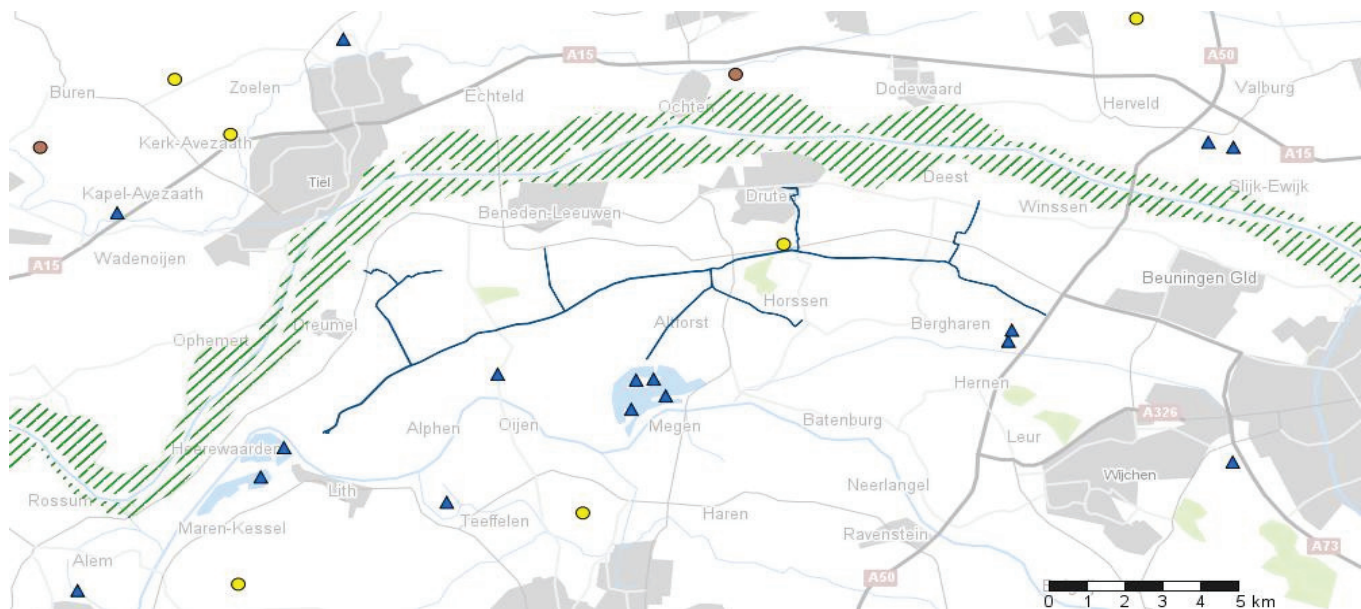 A50
A15
Dodewaard
Valburg
Buren
Zoelen
Echteld
Ochten
Herveld
Kerk-Avezaath
A15
Tiel
Deest
Slijk-Ewijk
Kapel-Avezaath
Druten
Winssen
Beneden-Leeuwen
Wadenoijen
A15
Beuningen Gld
Horssen
Altforst
Bergharen
Dreumel
Ophemert
Hernen
A326
Batenburg
Megen
Oijen
Alphen
Leur
Heerewaarden
Wijchen
Neerlangel
Rossum
Lith
Haren
Teeffelen
Maren-Kessel
Ravenstein
A73
Alem
A50
0 1 2 3 4 5 km